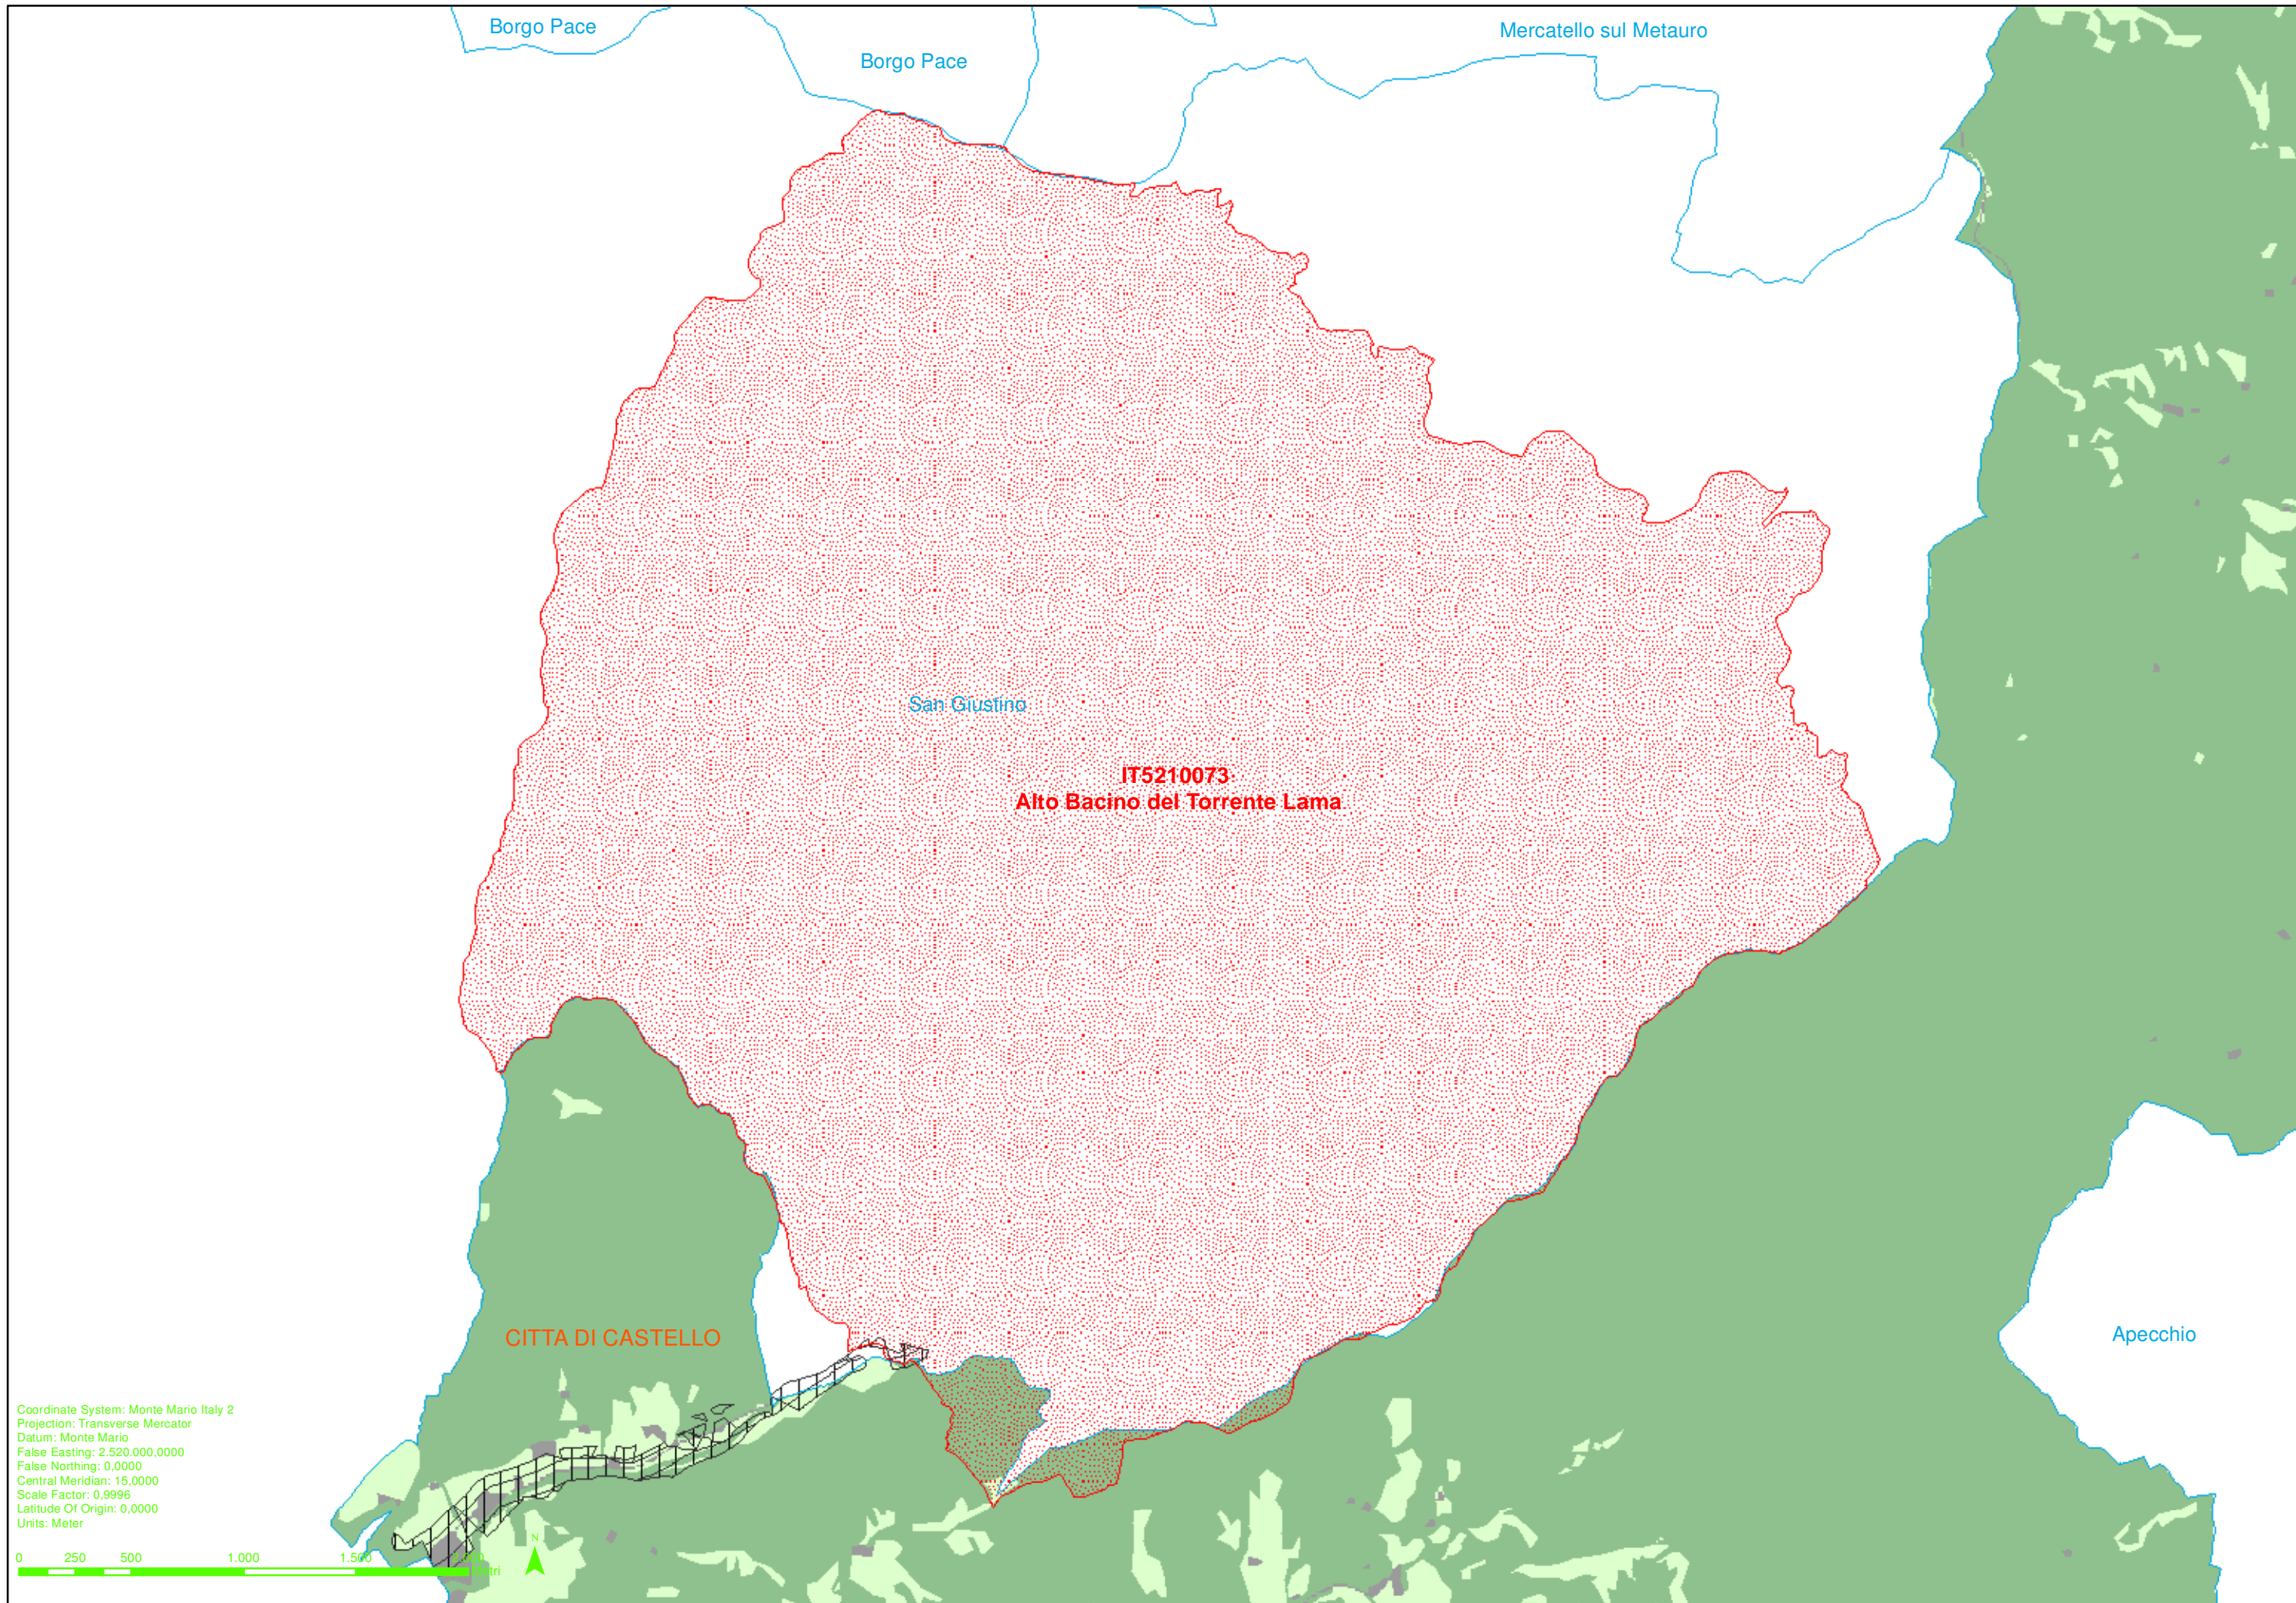 Borgo Pace
Mercatello sul Metauro
Borgo Pace
San Giustino
IT5210073
Alto Bacino del Torrente Lama
CITTA DI CASTELLO
Apecchio
Coordinate System: Monte Mario Italy 2
Projection: Transverse Mercator
Datum: Monte Mario
False Easting: 2.520.000,0000
False Northing: 0,0000
Central Meridian: 15,0000
Scale Factor: 0,9996
Latitude Of Origin: 0,0000
Units: Meter
N
0 250 500 1.000 1.500